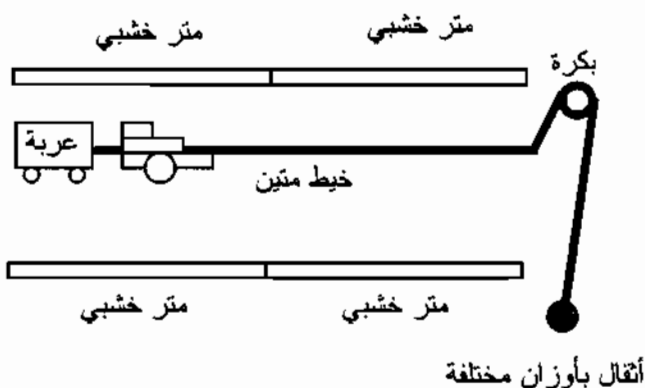 متر خشبي
متر خشبي
بكرة
عربة
خيط متين
متر خشبي
متر خشبي
أثقال بأوزان مختلفة